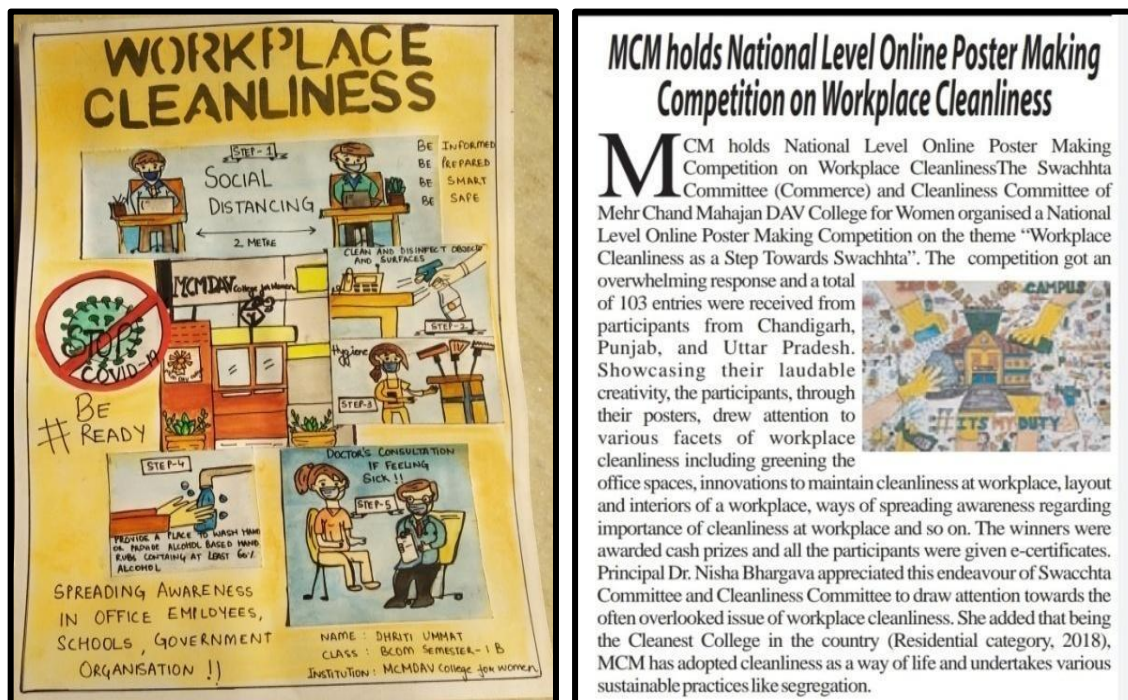 WORKPLACE
CLEANLINESS
STEP-1
SOCIAL
DISTANCING
2 METRE
BE INFORMED
BE PREPARED
BE SMART
BE SAFE
CLEAN AND DISINFECT OBJECTS
AND SURFACES
STEP-2
MCMDAV College for Women
STOP
COVID-19
Hygiene
STEP-3
# BE
READY
STEP-4
PROVIDE A PLACE TO WASH HAND
OR PROVIDE ALCOHOL BASED HAND
RUBS CONTAING AT LEAST 60%
ALCOHOL
DOCTOR'S CONSULTATION
IF FEELING
SICK !!
STEP-5
SPREADING AWARENESS
IN OFFICE EMPLOYEES,
SCHOOLS, GOVERNMENT
ORGANISATION !!
NAME : DHRITI UMMAT
CLASS : BCOM SEMESTER-1 B
INSTITUTION : MCMDAV College for women
MCM holds National Level Online Poster Making
Competition on Workplace Cleanliness
MCM holds National Level Online Poster Making
Competition on Workplace CleanlinessThe Swachhta
Committee (Commerce) and Cleanliness Committee of
Mehr Chand Mahajan DAV College for Women organised a National
Level Online Poster Making Competition on the theme “Workplace
Cleanliness as a Step Towards Swachhta”. The competition got an
overwhelming response and a total
of 103 entries were received from
participants from Chandigarh,
Punjab, and Uttar Pradesh.
Showcasing their laudable
creativity, the participants, through
their posters, drew attention to
various facets of workplace
cleanliness including greening the
office spaces, innovations to maintain cleanliness at workplace, layout
and interiors of a workplace, ways of spreading awareness regarding
importance of cleanliness at workplace and so on. The winners were
awarded cash prizes and all the participants were given e-certificates.
Principal Dr. Nisha Bhargava appreciated this endeavour of Swacchta
Committee and Cleanliness Committee to draw attention towards the
often overlooked issue of workplace cleanliness. She added that being
the Cleanest College in the country (Residential category, 2018),
MCM has adopted cleanliness as a way of life and undertakes various
sustainable practices like segregation.
CAMPUS
#ITS MY DUTY